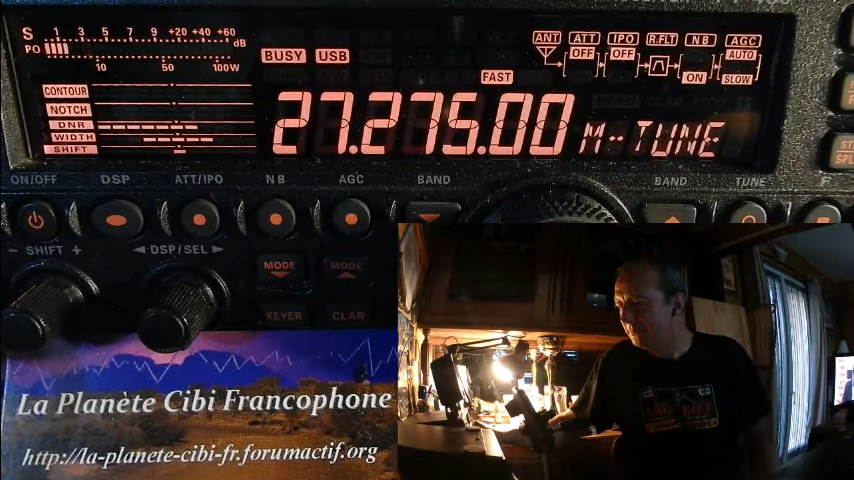 S 1 3 5 7 9 +20 +40 +60
dB
PO
10 50 100W
BUSY USB
ANT ATT IPO R.FLT NB AGC
OFF OFF AUTO
ON SLOW
FAST
CONTOUR
NOTCH
DNR
WIDTH
SHIFT
27.275.00 M-TUNE
ON/OFF DSP ATT/IPO NB AGC BAND BAND TUNE
− SHIFT + ◄DSP/SEL►
MODE MODE
KEYER CLAR
La Planète Cibi Francophone
http://la-planete-cibi-fr.forumactif.org